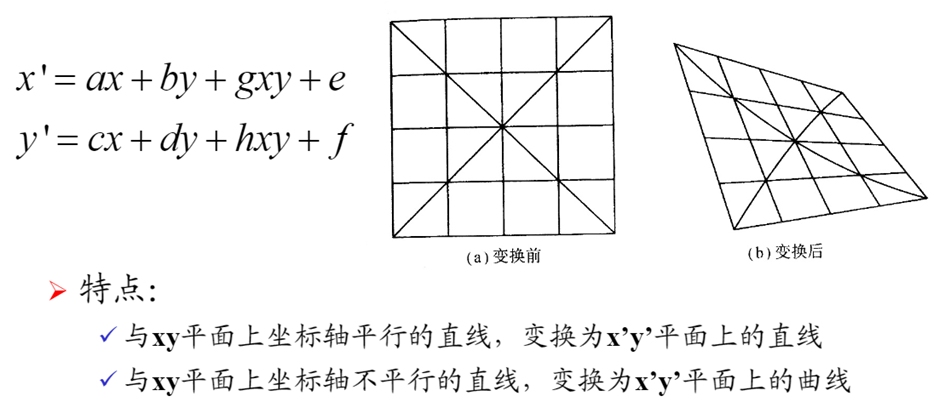 x'= ax + by + gxy + e
y'= cx + dy + hxy + f
(a)变换前
(b)变换后
➢ 特点：
✓ 与xy平面上坐标轴平行的直线，变换为x’y’平面上的直线
✓ 与xy平面上坐标轴不平行的直线，变换为x’y’平面上的曲线